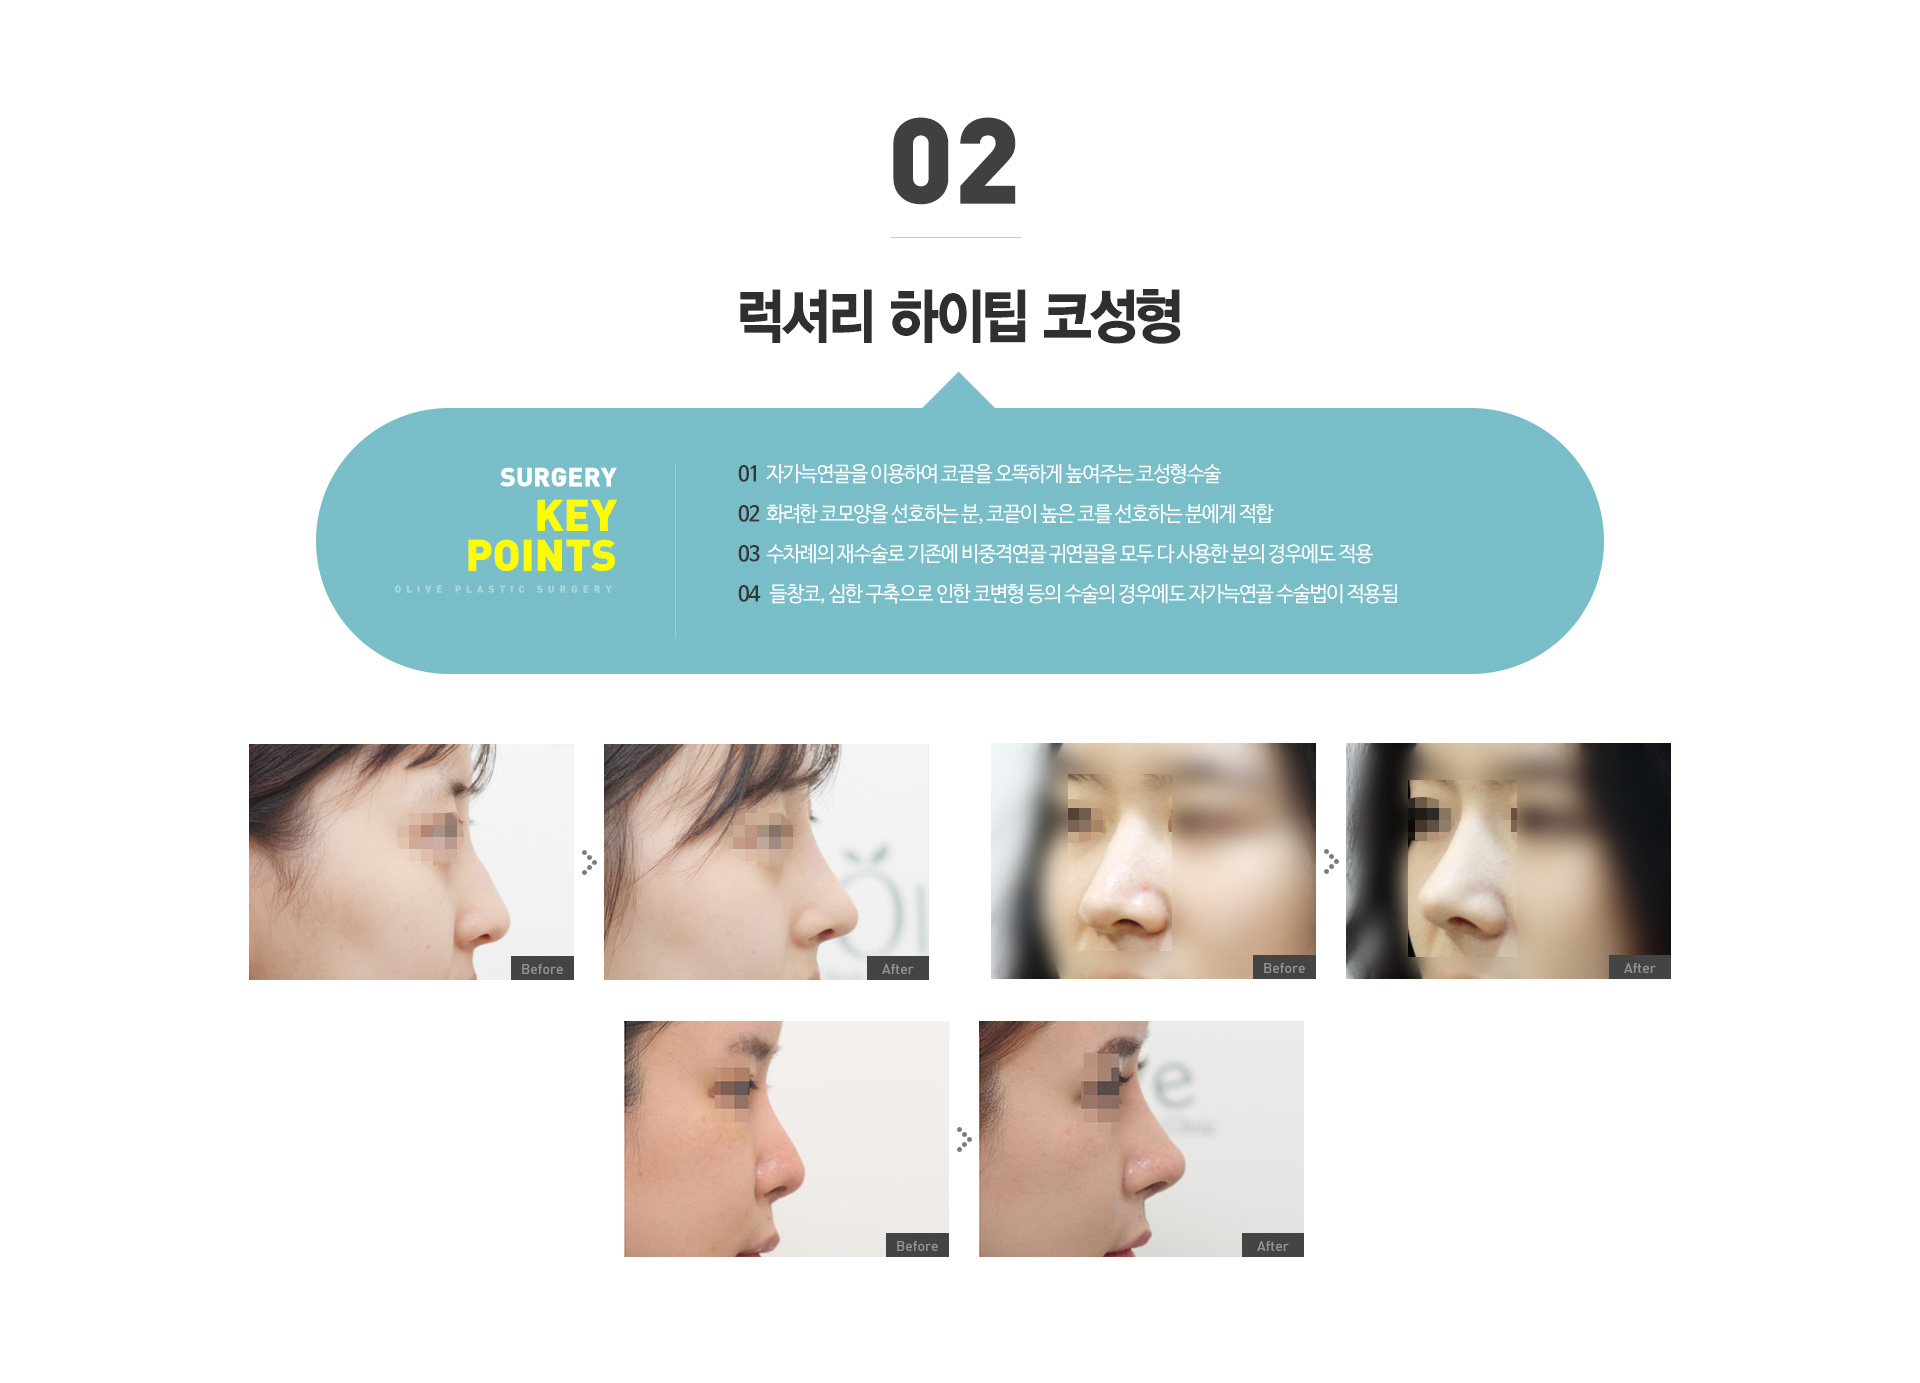 02
럭셔리 하이팁 코성형
SURGERY
KEY
POINTS
OLIVE PLASTIC SURGERY
01 자가늑연골을 이용하여 코끝을 오똑하게 높여주는 코성형수술
02 화려한 코모양을 선호하는 분, 코끝이 높은 코를 선호하는 분에게 적합
03 수차례의 재수술로 기존에 비중격연골 귀연골을 모두 다 사용한 분의 경우에도 적용
04 들창코, 심한 구축으로 인한 코변형 등의 수술의 경우에도 자가늑연골 수술법이 적용됨
Before
After
Before
After
Before
After